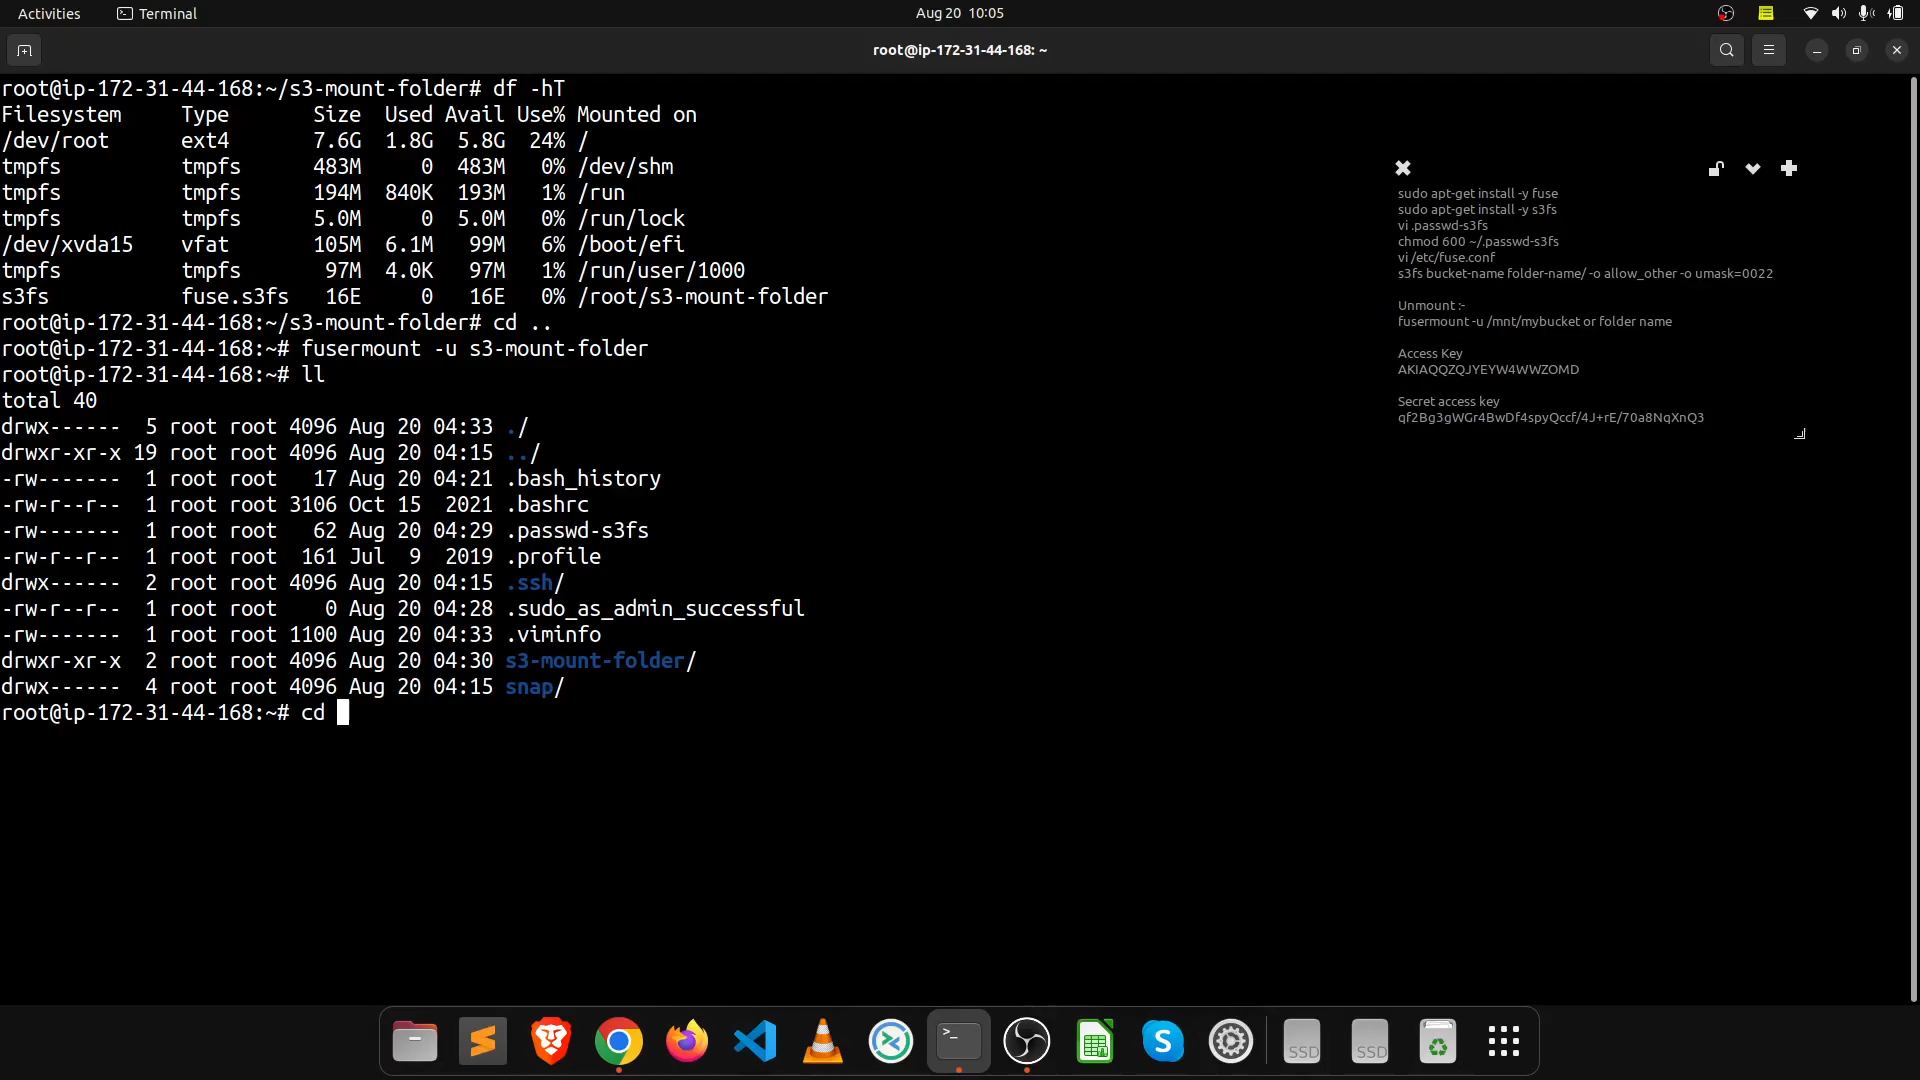 Activities
Terminal
Aug 20 10:05
root@ip-172-31-44-168: ~
root@ip-172-31-44-168:~/s3-mount-folder# df -hT
Filesystem     Type       Size  Used Avail Use% Mounted on
/dev/root      ext4       7.6G  1.8G  5.8G  24% /
tmpfs          tmpfs      483M     0  483M   0% /dev/shm
tmpfs          tmpfs      194M  840K  193M   1% /run
tmpfs          tmpfs      5.0M     0  5.0M   0% /run/lock
/dev/xvda15    vfat       105M  6.1M   99M   6% /boot/efi
tmpfs          tmpfs       97M  4.0K   97M   1% /run/user/1000
s3fs           fuse.s3fs   16E     0   16E   0% /root/s3-mount-folder
root@ip-172-31-44-168:~/s3-mount-folder# cd ..
root@ip-172-31-44-168:~# fusermount -u s3-mount-folder
root@ip-172-31-44-168:~# ll
total 40
drwx------  5 root root 4096 Aug 20 04:33 ./
drwxr-xr-x 19 root root 4096 Aug 20 04:15 ../
-rw-------  1 root root   17 Aug 20 04:21 .bash_history
-rw-r--r--  1 root root 3106 Oct 15  2021 .bashrc
-rw-------  1 root root   62 Aug 20 04:29 .passwd-s3fs
-rw-r--r--  1 root root  161 Jul  9  2019 .profile
drwx------  2 root root 4096 Aug 20 04:15 .ssh/
-rw-r--r--  1 root root    0 Aug 20 04:28 .sudo_as_admin_successful
-rw-------  1 root root 1100 Aug 20 04:33 .viminfo
drwxr-xr-x  2 root root 4096 Aug 20 04:30 s3-mount-folder/
drwx------  4 root root 4096 Aug 20 04:15 snap/
root@ip-172-31-44-168:~# cd
sudo apt-get install -y fuse
sudo apt-get install -y s3fs
vi .passwd-s3fs
chmod 600 ~/.passwd-s3fs
vi /etc/fuse.conf
s3fs bucket-name folder-name/ -o allow_other -o umask=0022
Unmount :-
fusermount -u /mnt/mybucket or folder name
Access Key
AKIAQQZQJYEYW4WWZOMD
Secret access key
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
SSD
SSD